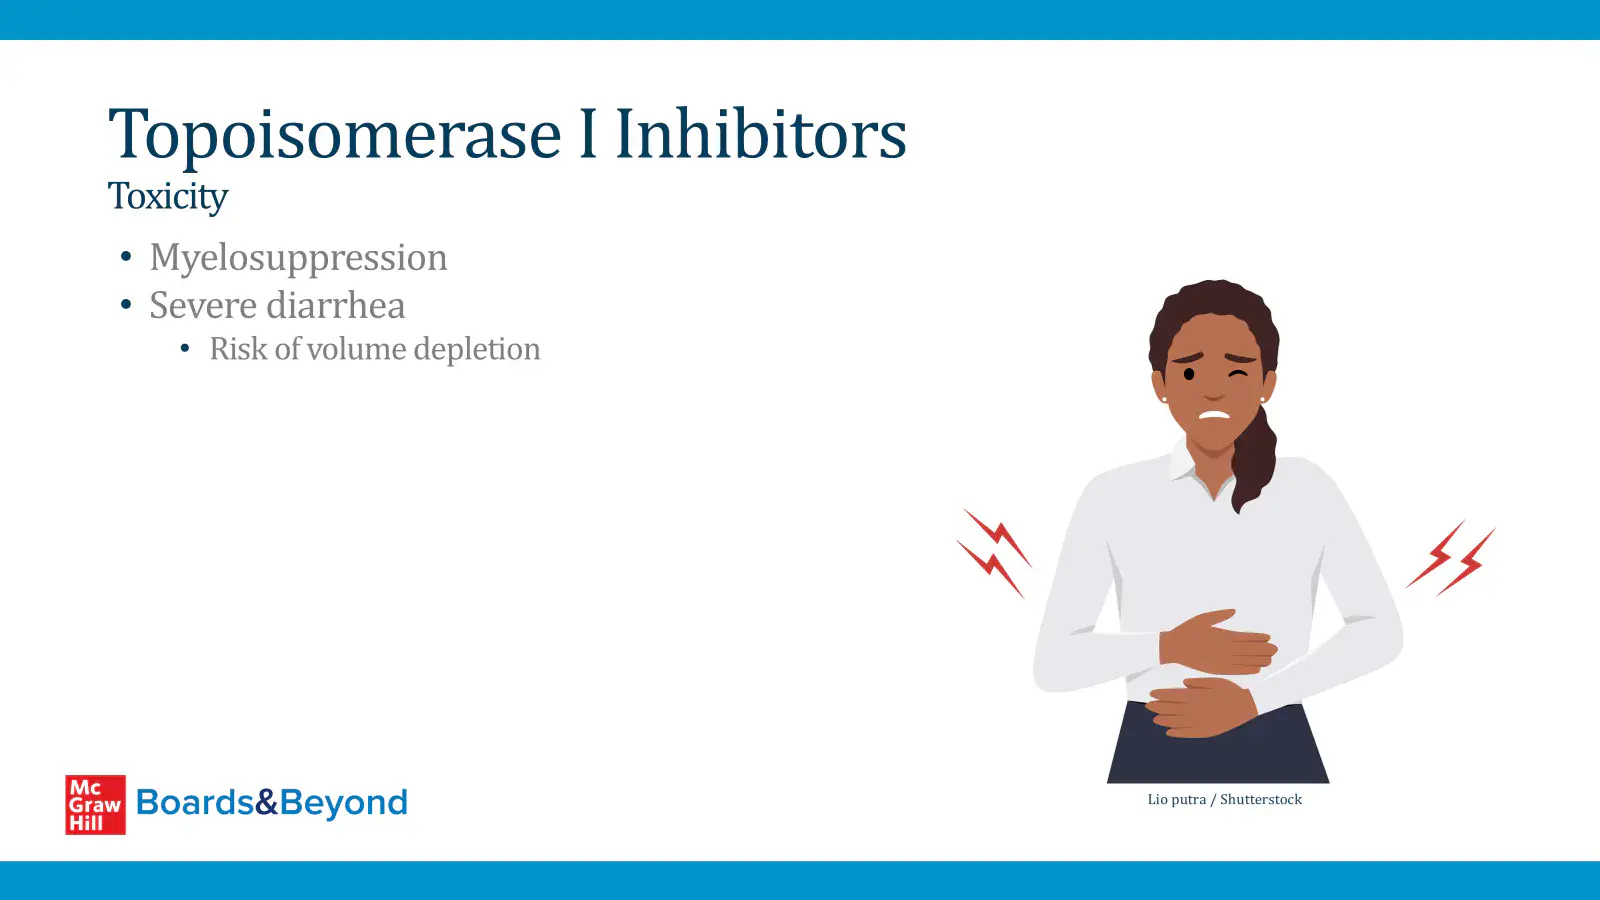 Topoisomerase I Inhibitors
Toxicity
• Myelosuppression
• Severe diarrhea
• Risk of volume depletion
Lio putra / Shutterstock
Mc
Graw
Hill
Boards&Beyond